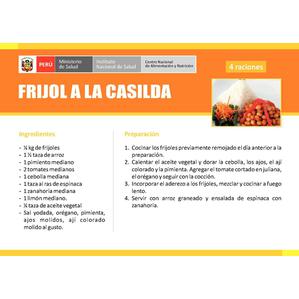 PERÚ
Ministerio
de Salud
Instituto
Nacional de Salud
Centro Nacional
de Alimentación y Nutrición
4 raciones
FRIJOL A LA CASILDA
Ingredientes
- kg de frijoles
- 1 taza de arroz
- 1 pimiento mediano
- 2 tomates medianos
- 1 cebolla mediana
- 1 taza al ras de espinaca
- 1 zanahoria mediana
- 1 limón mediano.
- taza de aceite vegetal
- Sal yodada, orégano, pimienta,
ajos molidos, ají colorado
molido al gusto.
Preparación
1. Cocinar los frijoles previamente remojado el día anterior a la
preparación.
2. Calentar el aceite vegetal y dorar la cebolla, los ajos, el ají
colorado y la pimienta. Agregar el tomate cortado en juliana,
el orégano y seguir con la cocción.
3. Incorporar el aderezo a los frijoles, mezclar y cocinar a fuego
lento.
4. Servir con arroz graneado y ensalada de espinaca con
zanahoria.